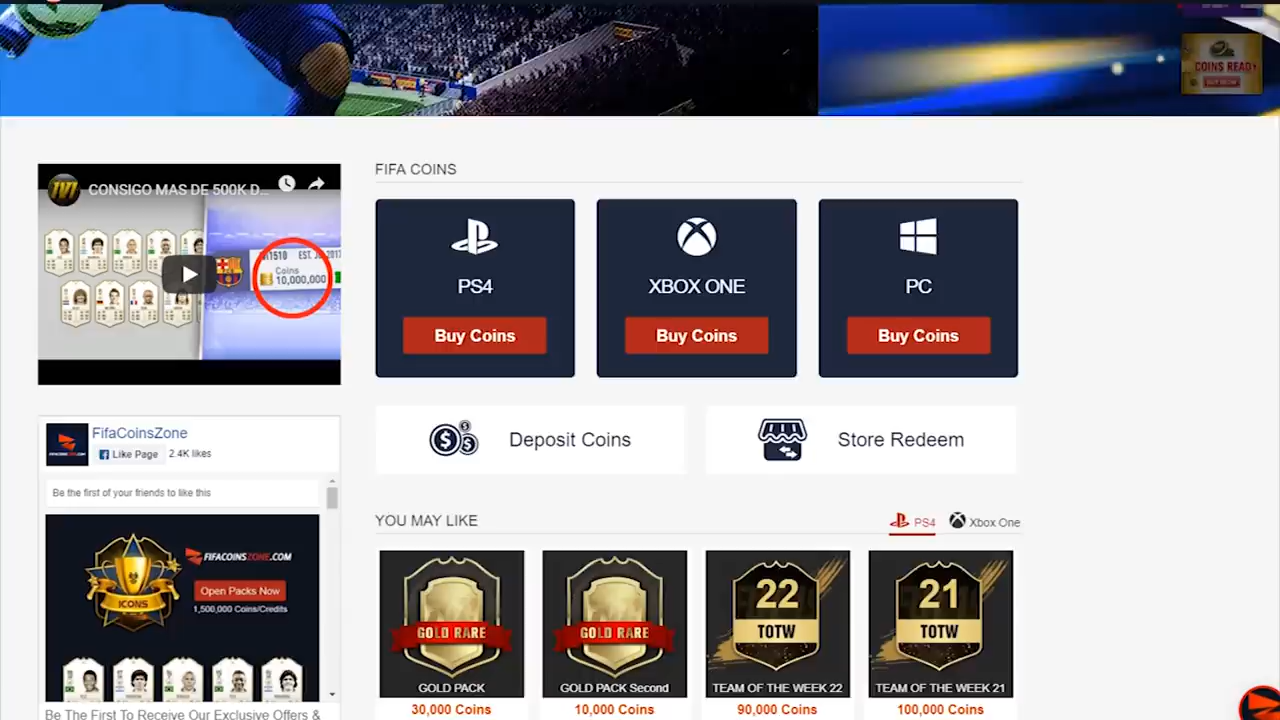 COINS READY
BUY NOW
CONSIGO MAS DE 500K D...
EST. JUL 2017
Coins
10,000,000
FIFA COINS
PS4
Buy Coins
XBOX ONE
Buy Coins
PC
Buy Coins
FifaCoinsZone
Like Page
2.4K likes
Be the first of your friends to like this
FIFACOINSZONE.COM
Open Packs Now
1,500,000 Coins/Credits
ICONS
Be The First To Receive Our Exclusive Offers &
Deposit Coins
Store Redeem
YOU MAY LIKE
PS4
Xbox One
GOLD RARE
GOLD PACK
30,000 Coins
GOLD RARE
GOLD PACK Second
10,000 Coins
22
TOTW
TEAM OF THE WEEK 22
90,000 Coins
21
TOTW
TEAM OF THE WEEK 21
100,000 Coins